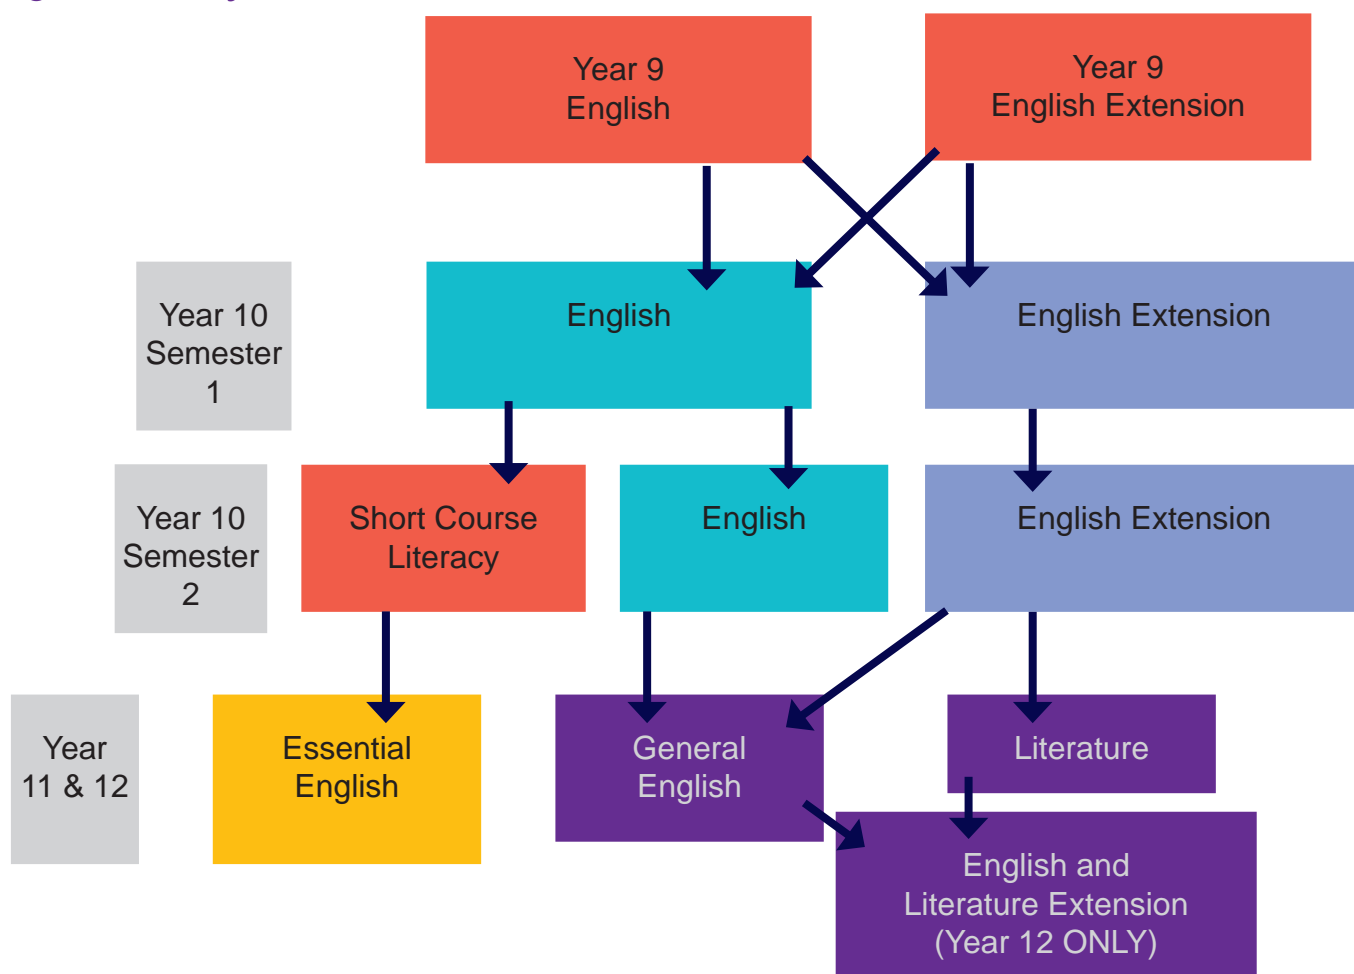 Year 9
English
Year 9
English Extension
Year 10
Semester
1
English
English Extension
Year 10
Semester
2
Short Course
Literacy
English
English Extension
Year
11 & 12
Essential
English
General
English
Literature
English and
Literature Extension
(Year 12 ONLY)